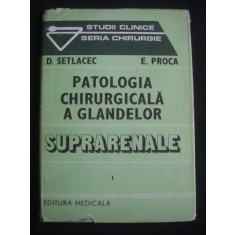 STUDII CLINICE
SERIA CHIRURGIE
D. SETLACEC E. PROCA
PATOLOGIA
CHIRURGICALĂ
A GLANDELOR
SUPRARENALE
I
EDITURA MEDICALĂ